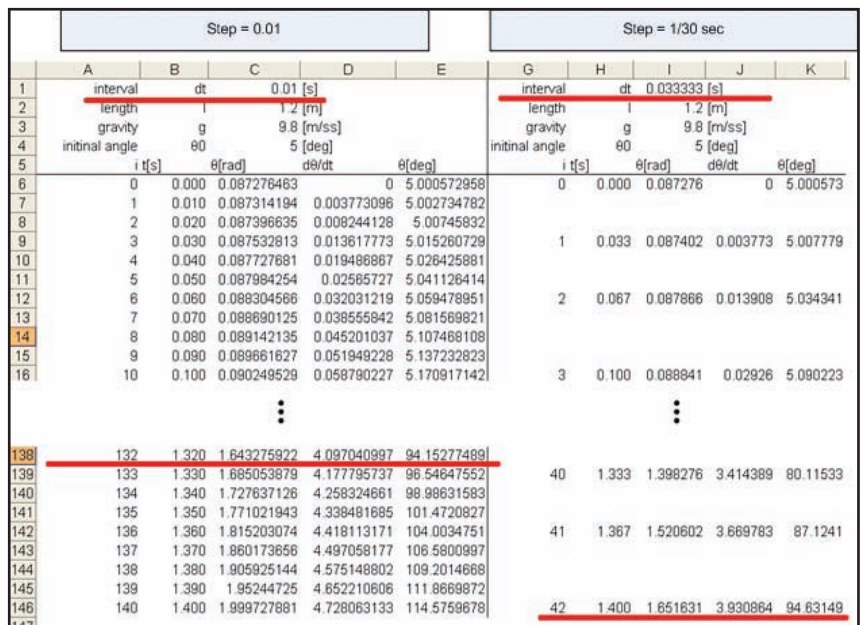 Step = 0.01 Step = 1/30 sec
A B C D E G H I J K
1 interval dt 0.01 [s] interval dt 0.033333 [s]
2 length l 1.2 [m] length l 1.2 [m]
3 gravity g 9.8 [m/ss] gravity g 9.8 [m/ss]
4 initinal angle θ0 5 [deg] initinal angle θ0 5 [deg]
5 i t[s] θ[rad] dθ/dt θ[deg] i t[s] θ[rad] dθ/dt θ[deg]
6 0 0.000 0.087276463 0 5.000572958 0 0.000 0.087276 0 5.000573
7 1 0.010 0.087314194 0.003773096 5.002734782
8 2 0.020 0.087396635 0.008244128 5.00745832
9 3 0.030 0.087532813 0.013617773 5.015260729 1 0.033 0.087402 0.003773 5.007779
10 4 0.040 0.087727681 0.019486867 5.026425881
11 5 0.050 0.087984254 0.02565727 5.041126414
12 6 0.060 0.088304566 0.032031219 5.059478951 2 0.067 0.087866 0.013908 5.034341
13 7 0.070 0.088690125 0.038555842 5.081569821
14 8 0.080 0.089142135 0.045201037 5.107468108
15 9 0.090 0.089661627 0.051949228 5.137232823
16 10 0.100 0.090249529 0.058790227 5.170917142 3 0.100 0.088841 0.02926 5.090223
138 132 1.320 1.643275922 4.097040997 94.15277489
139 133 1.330 1.685053879 4.177795737 96.54647552 40 1.333 1.398276 3.414389 80.11533
140 134 1.340 1.727637126 4.258324661 98.98631583
141 135 1.350 1.771021943 4.338481685 101.4720827
142 136 1.360 1.815203074 4.418113171 104.0034751 41 1.367 1.520602 3.669783 87.1241
143 137 1.370 1.860173656 4.497058177 106.5800997
144 138 1.380 1.905925144 4.575148802 109.2014668
145 139 1.390 1.95244725 4.652210606 111.8669872
146 140 1.400 1.999727881 4.728063133 114.5759678 42 1.400 1.651631 3.930864 94.63149